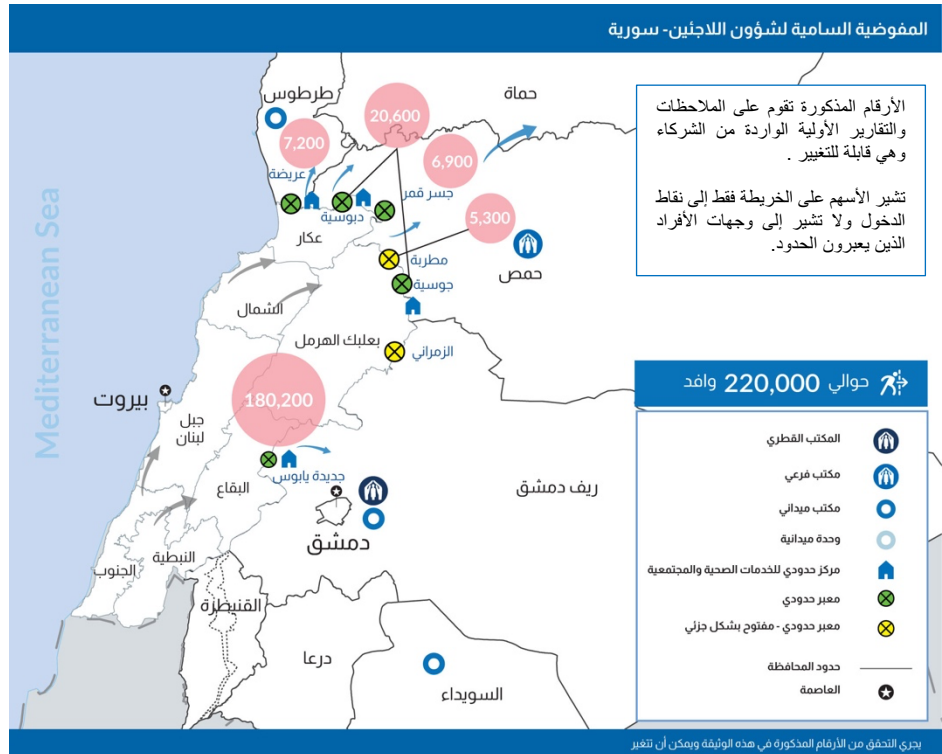 المفوضية السامية لشؤون اللاجئين- سورية
الأرقام المذكورة تقوم على الملاحظات
والتقارير الأولية الواردة من الشركاء
وهي قابلة للتغيير .
تشير الأسهم على الخريطة فقط إلى نقاط
الدخول ولا تشير إلى وجهات الأفراد
الذين يعبرون الحدود.
حماة
طرطوس
20,600
7,200
6,900
عريضة
جسر قمر
دبوسية
5,300
عكار
حمص
مطربة
جوسية
الشمال
بعلبك الهرمل
الزمراني
Mediterranean Sea
180,200
بيروت
جبل
لبنان
جديدة يابوس
البقاع
ريف دمشق
دمشق
النبطية
الجنوب
القنيطرة
درعا
السويداء
حوالي 220,000 وافد
المكتب القطري
مكتب فرعي
مكتب ميداني
وحدة ميدانية
مركز حدودي للخدمات الصحية والمجتمعية
معبر حدودي
معبر حدودي - مفتوح بشكل جزئي
حدود المحافظة
العاصمة
يجري التحقق من الأرقام المذكورة في هذه الوثيقة ويمكن أن تتغير